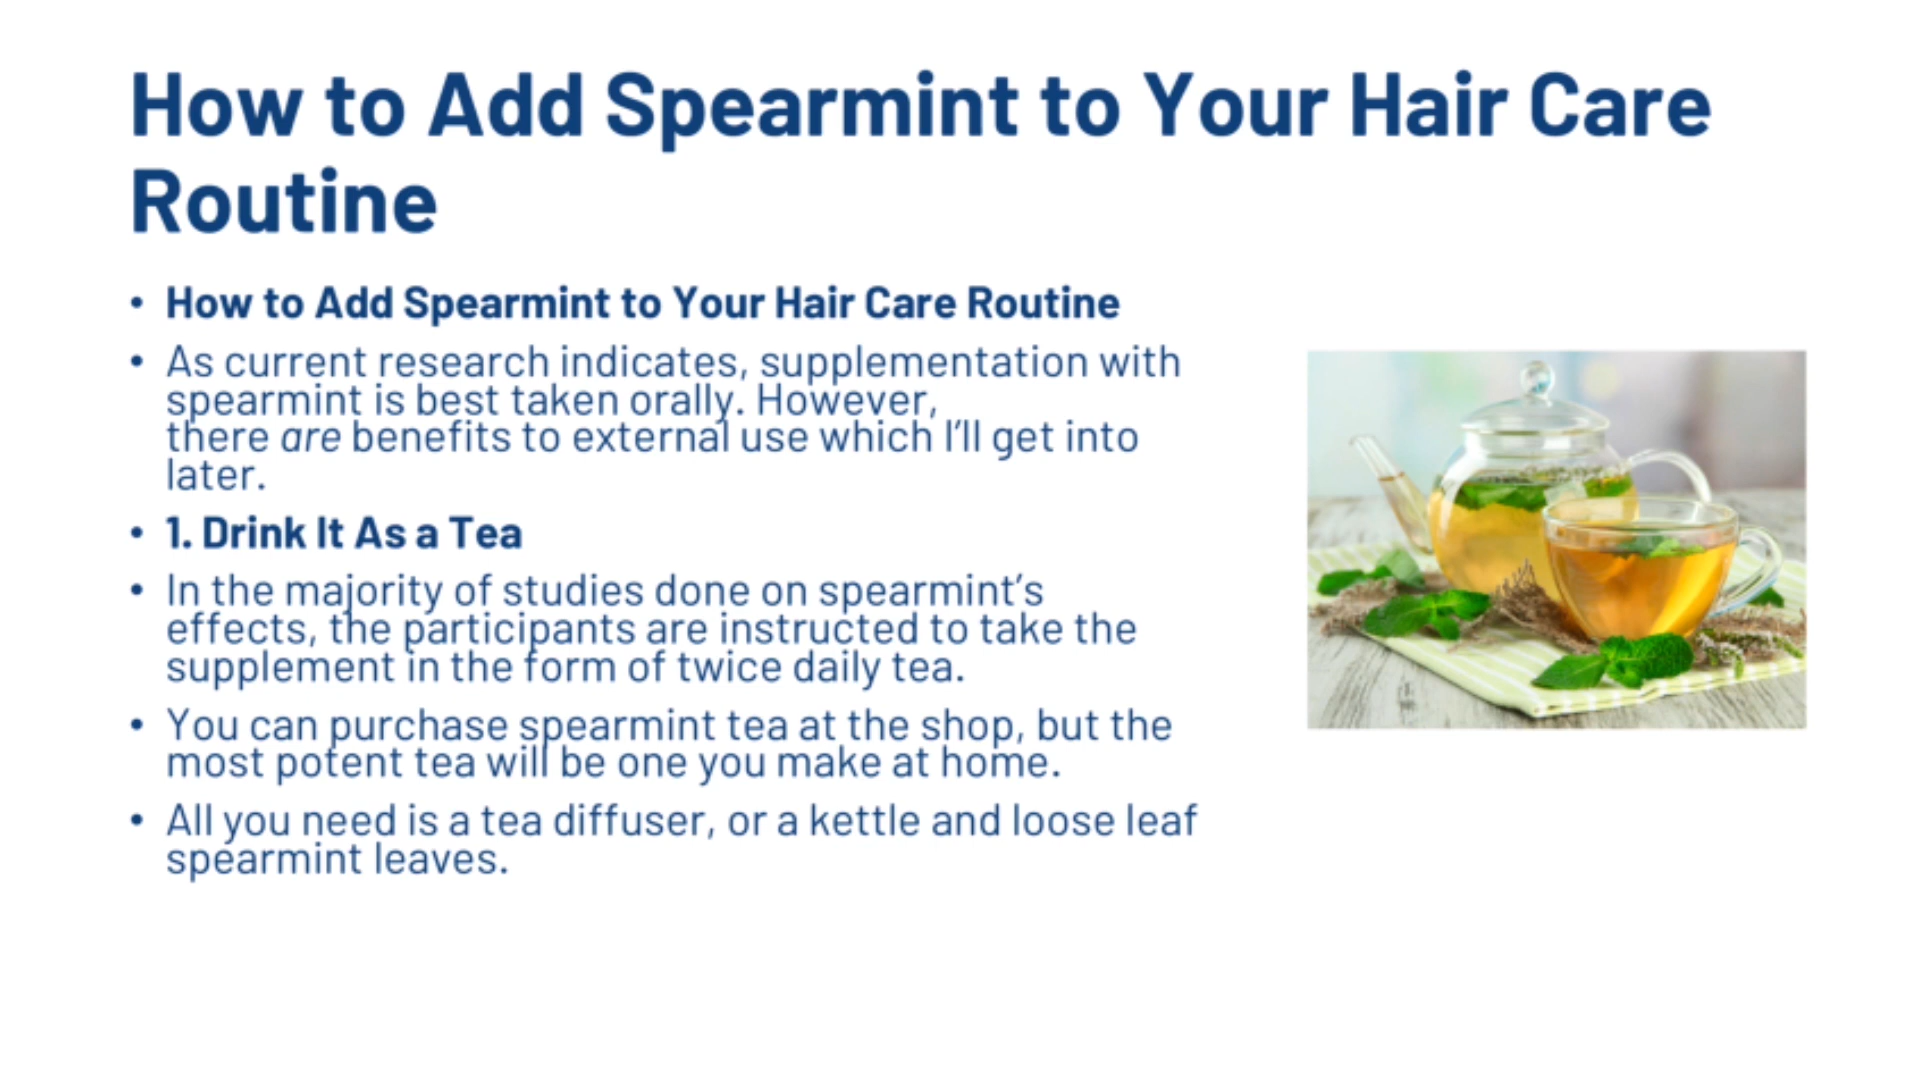 How to Add Spearmint to Your Hair Care
Routine
• How to Add Spearmint to Your Hair Care Routine
• As current research indicates, supplementation with
spearmint is best taken orally. However,
there are benefits to external use which I’ll get into
later.
• 1. Drink It As a Tea
• In the majority of studies done on spearmint’s
effects, the participants are instructed to take the
supplement in the form of twice daily tea.
• You can purchase spearmint tea at the shop, but the
most potent tea will be one you make at home.
• All you need is a tea diffuser, or a kettle and loose leaf
spearmint leaves.